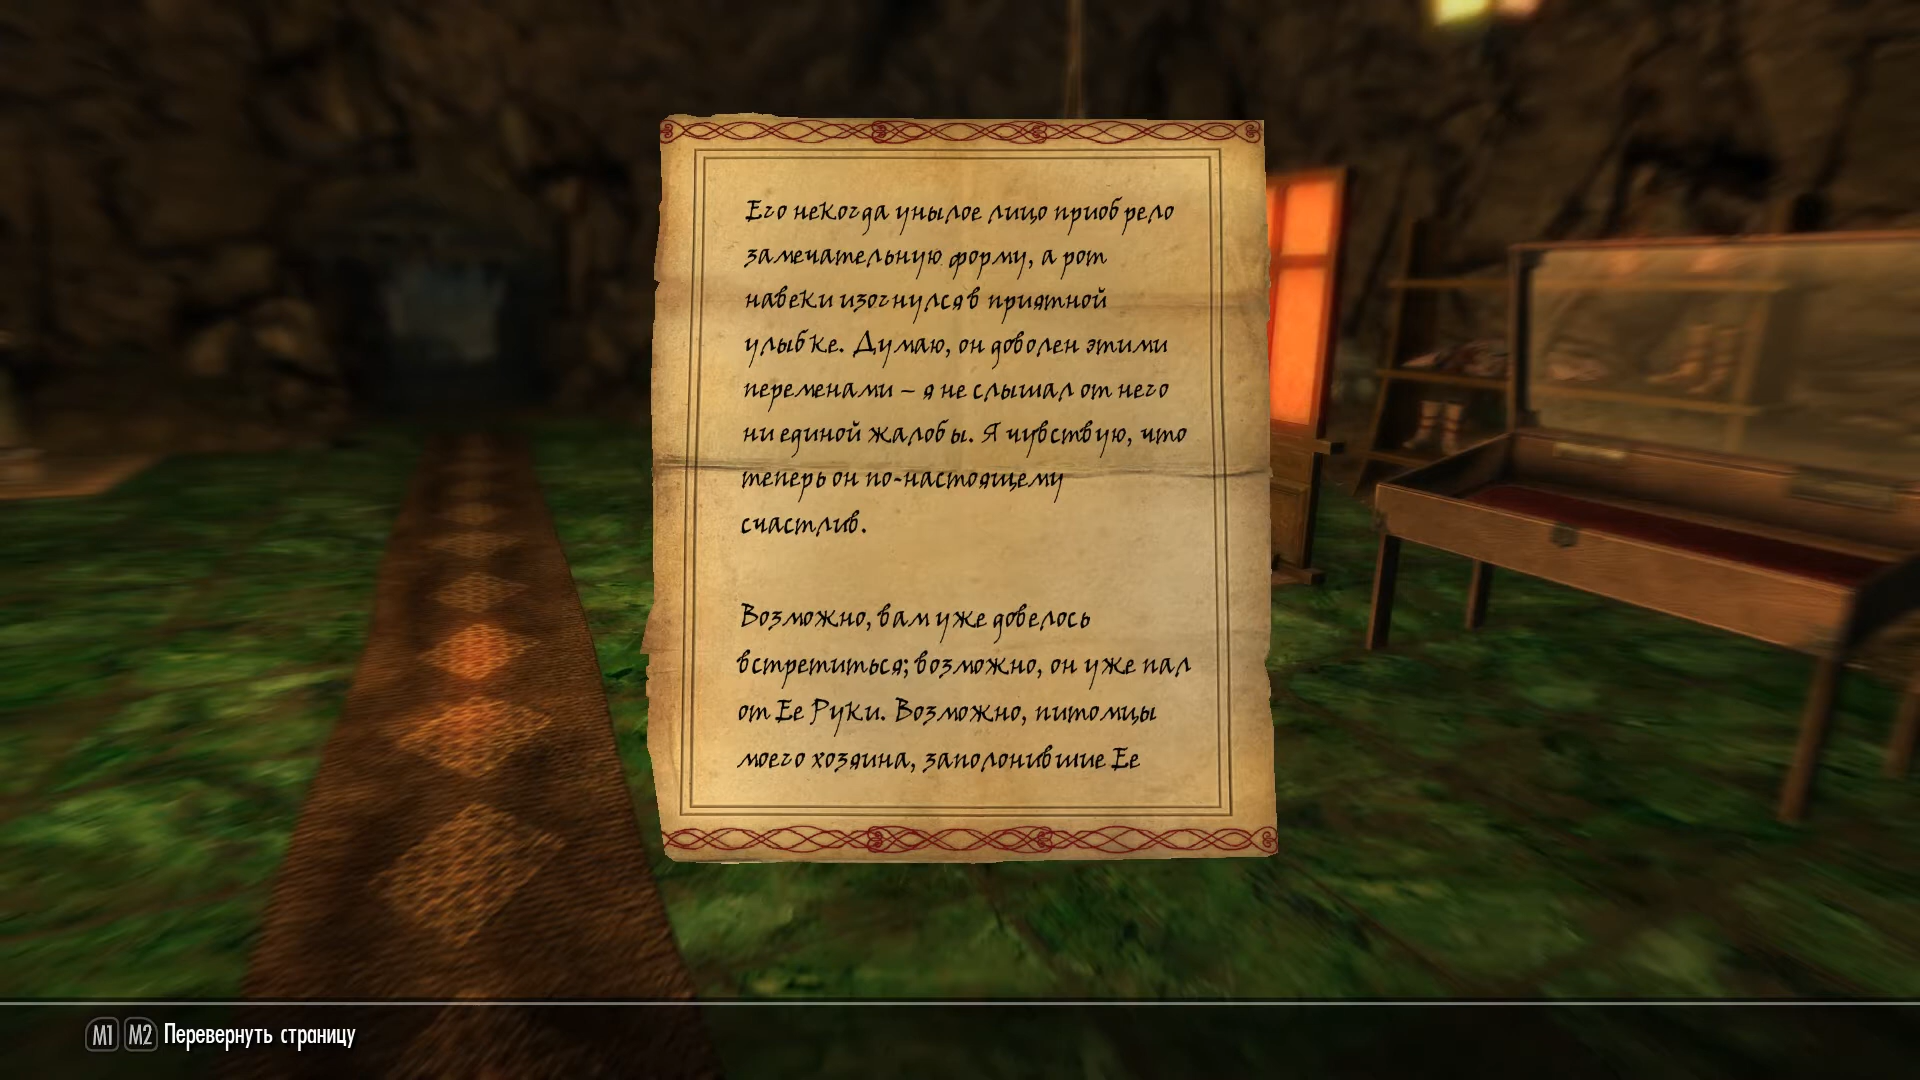 Его некогда унылое лицо приобрело
замечательную форму, а рот
навеки изогнулся в приятной
улыбке. Думаю, он доволен этими
переменами – я не слышал от него
ни единой жалобы. Я чувствую, что
теперь он по-настоящему
счастлив.
Возможно, вам уже довелось
встретиться; возможно, он уже пал
от Ее Руки. Возможно, питомцы
моего хозяина, заполонившие Ее
M1 M2 Перевернуть страницу